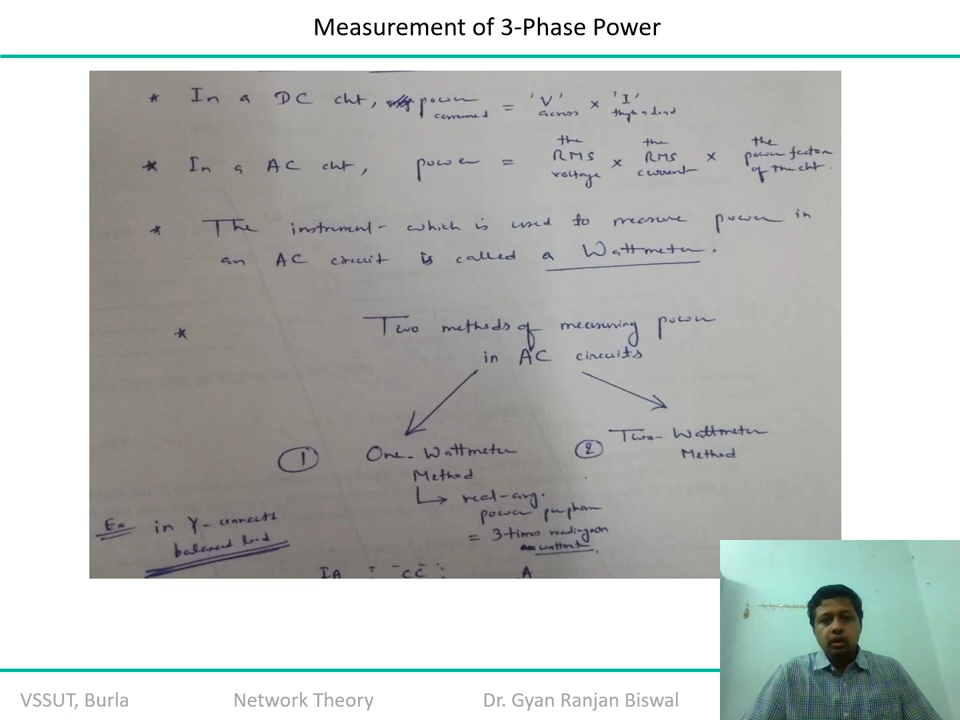 Measurement of 3-Phase Power
* In a DC ckt, power consumed = 'V' across × 'I' through a load
* In a AC ckt, power = the RMS voltage × the RMS current × the power factor of the ckt.
* The instrument which is used to measure power in
an AC circuit is called a Wattmeter.
* Two methods of measuring power
in AC circuits
① One-Wattmeter
Method
② Two-Wattmeter
Method
↳ real-avg.
power per phase
= 3-times reading on
wattmeter.
Ex in Y-connected
balanced load
VSSUT, Burla Network Theory Dr. Gyan Ranjan Biswal